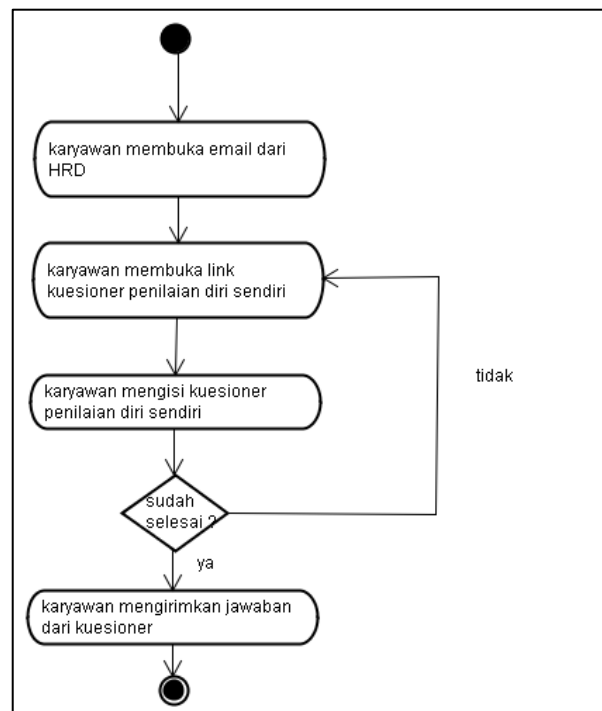 karyawan membuka email dari
HRD
karyawan membuka link
kuesioner penilaian diri sendiri
tidak
karyawan mengisi kuesioner
penilaian diri sendiri
sudah
selesai ?
ya
karyawan mengirimkan jawaban
dari kuesioner